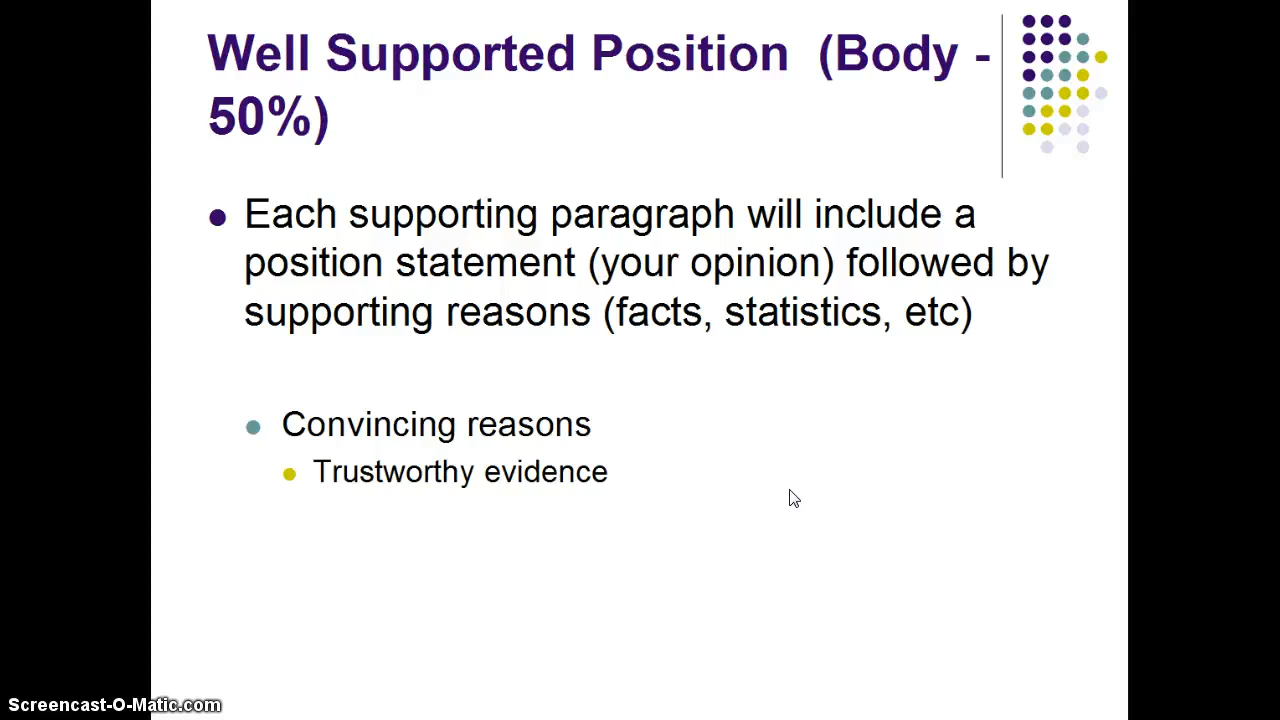 Well Supported Position (Body -
50%)
Each supporting paragraph will include a
position statement (your opinion) followed by
supporting reasons (facts, statistics, etc)
Convincing reasons
Trustworthy evidence
Screencast-O-Matic.com